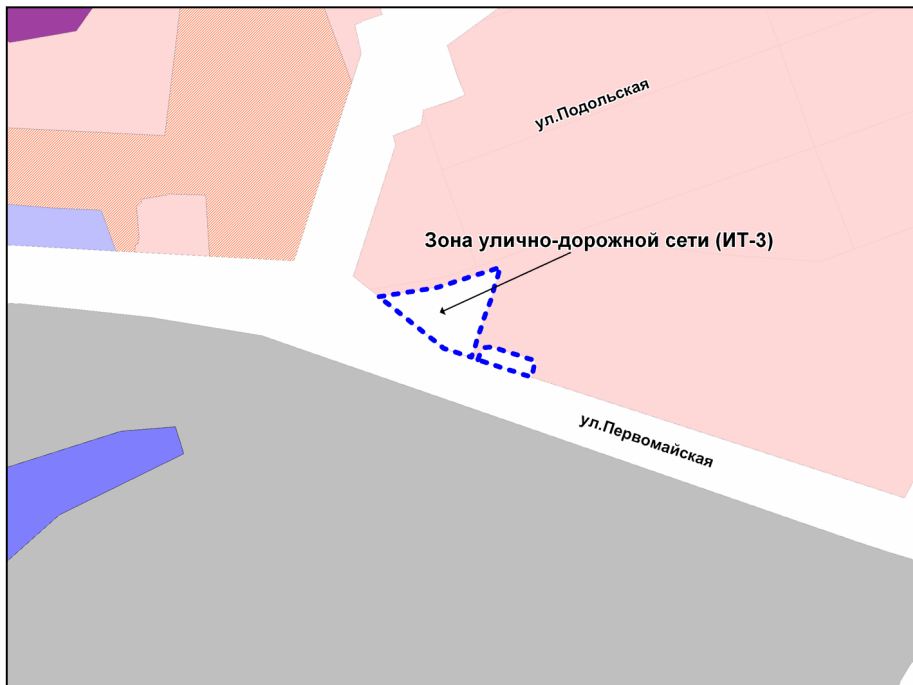 ул.Подольская
Зона улично-дорожной сети (ИТ-3)
ул.Первомайская